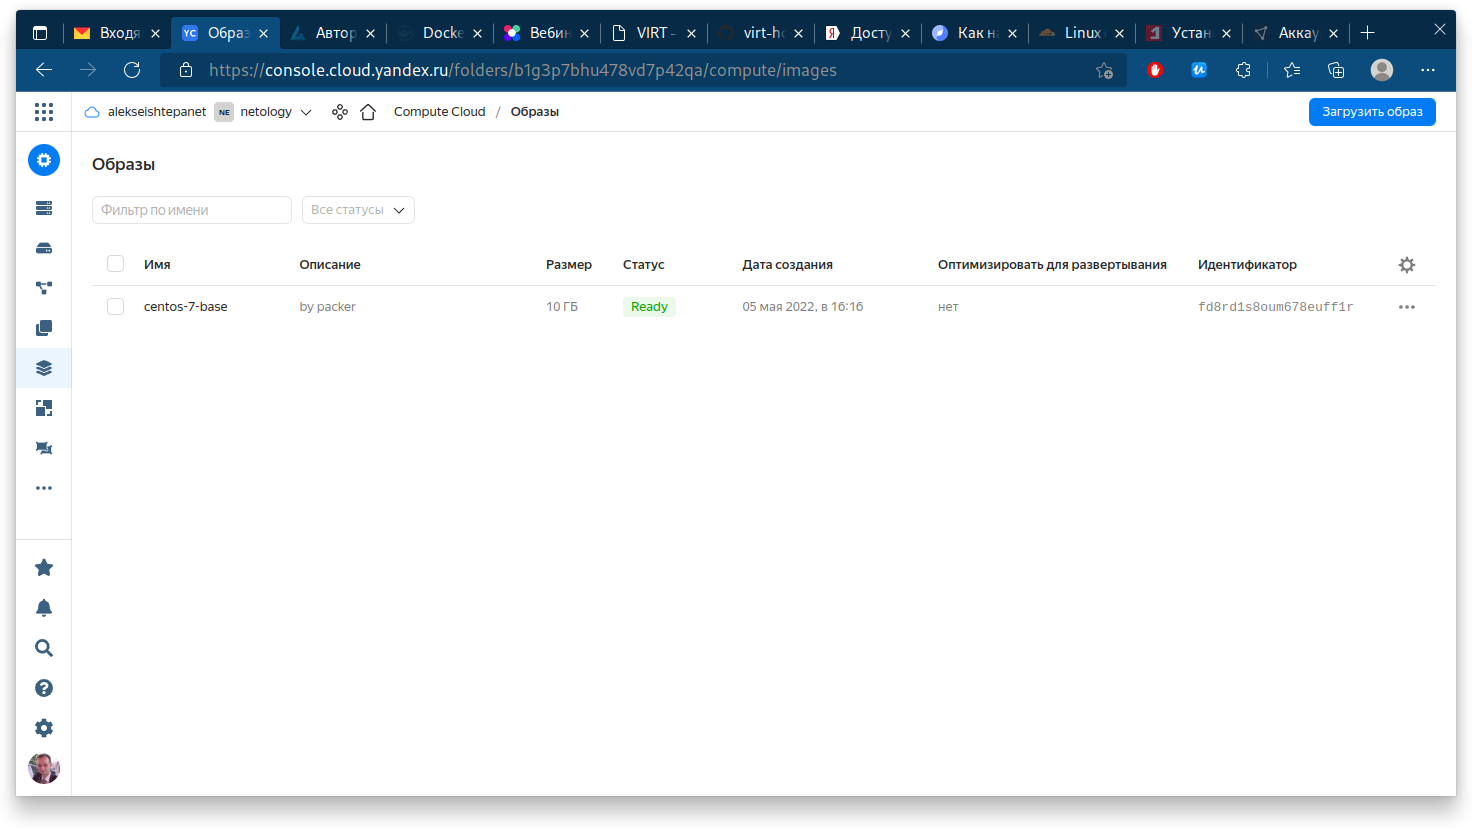 Входя
YC Образ
Автор
Docke
Вебин
VIRT -
virt-ho
Я Досту
Как на
Linux
Устан
Аккау
https://console.cloud.yandex.ru/folders/b1g3p7bhu478vd7p42qa/compute/images
alekseishtepanet NE netology Compute Cloud / Образы Загрузить образ
Образы
Фильтр по имени Все статусы
Имя Описание Размер Статус Дата создания Оптимизировать для развертывания Идентификатор
centos-7-base by packer 10 ГБ Ready 05 мая 2022, в 16:16 нет fd8rd1s8oum678euff1r